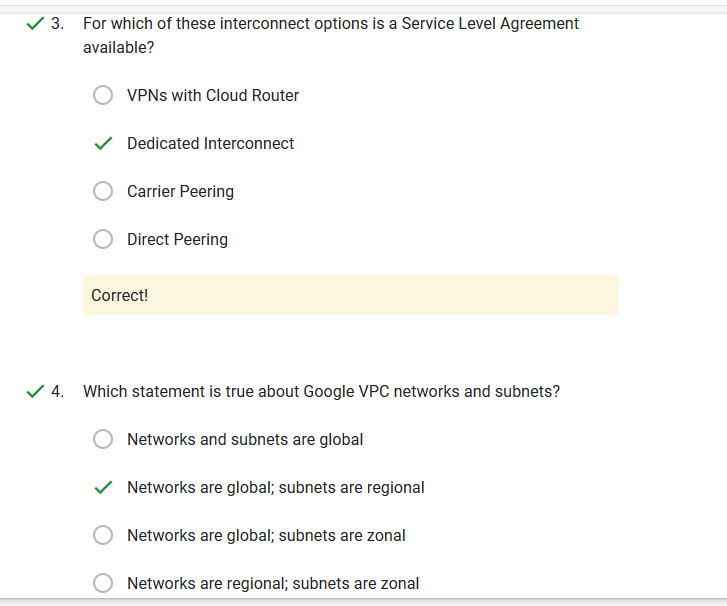 3. For which of these interconnect options is a Service Level Agreement
available?
VPNs with Cloud Router
Dedicated Interconnect
Carrier Peering
Direct Peering
Correct!
4. Which statement is true about Google VPC networks and subnets?
Networks and subnets are global
Networks are global; subnets are regional
Networks are global; subnets are zonal
Networks are regional; subnets are zonal